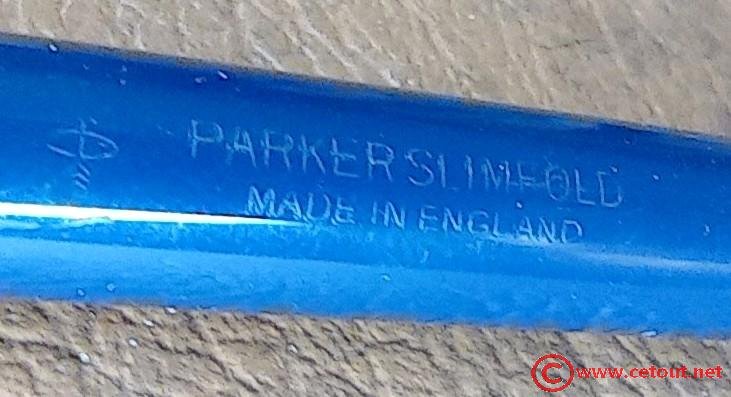 PARKER SLIMFOLD
MADE IN ENGLAND
© www.cetout.net